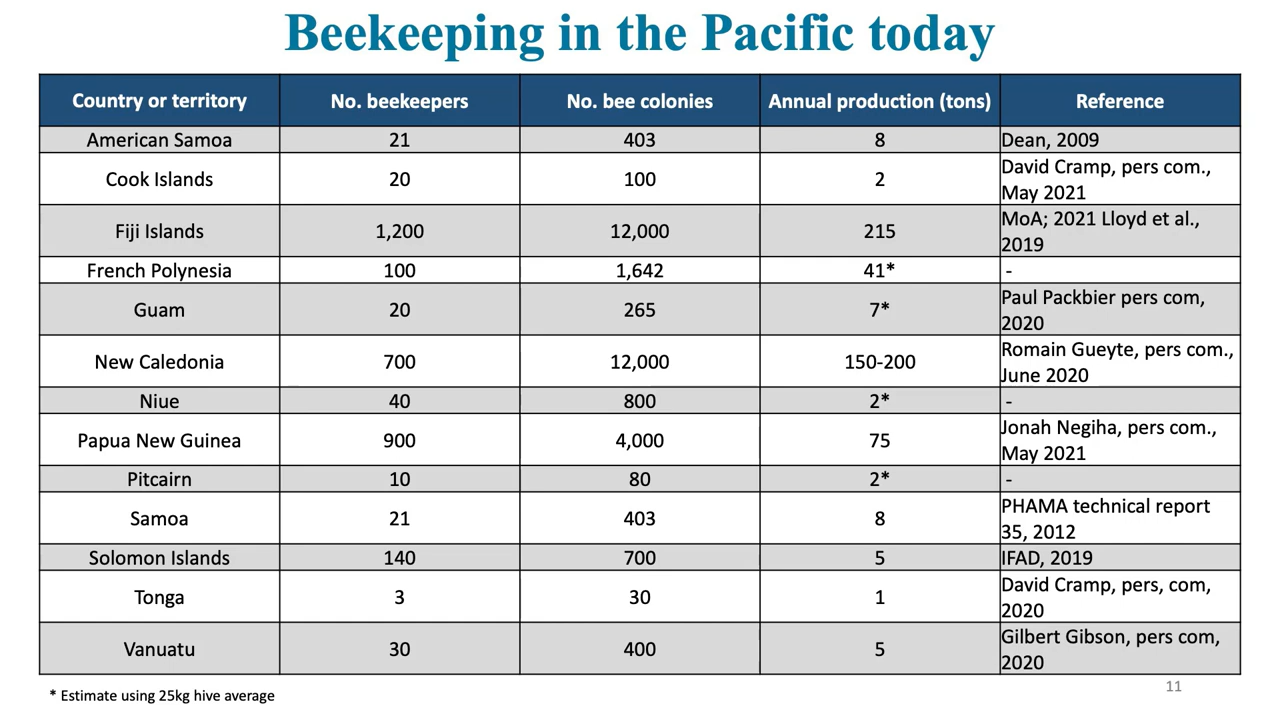 Beekeeping in the Pacific today
Country or territory No. beekeepers No. bee colonies Annual production (tons) Reference
American Samoa 21 403 8 Dean, 2009
Cook Islands 20 100 2 David Cramp, pers com.,
May 2021
Fiji Islands 1,200 12,000 215 MoA; 2021 Lloyd et al.,
2019
French Polynesia 100 1,642 41* -
Guam 20 265 7* Paul Packbier pers com,
2020
New Caledonia 700 12,000 150-200 Romain Gueyte, pers com.,
June 2020
Niue 40 800 2* -
Papua New Guinea 900 4,000 75 Jonah Negiha, pers com.,
May 2021
Pitcairn 10 80 2* -
Samoa 21 403 8 PHAMA technical report
35, 2012
Solomon Islands 140 700 5 IFAD, 2019
Tonga 3 30 1 David Cramp, pers, com,
2020
Vanuatu 30 400 5 Gilbert Gibson, pers com,
2020
* Estimate using 25kg hive average
11